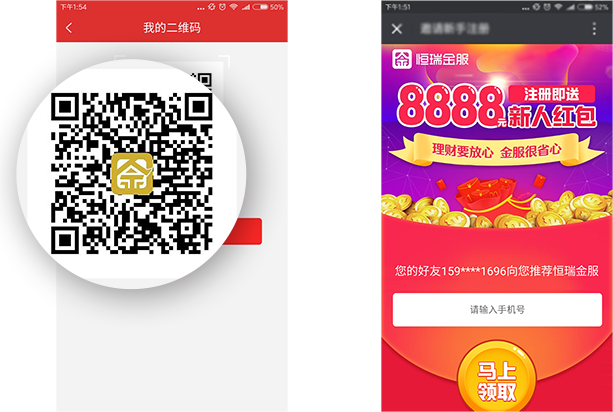 下午1:54
... 50%
我的二维码
下午1:51
... 52%
邀请新手注册
恒瑞金服
8888元
注册即送
新人红包
理财要放心 金服很省心
您的好友159****1696向您推荐恒瑞金服
请输入手机号
马上
领取